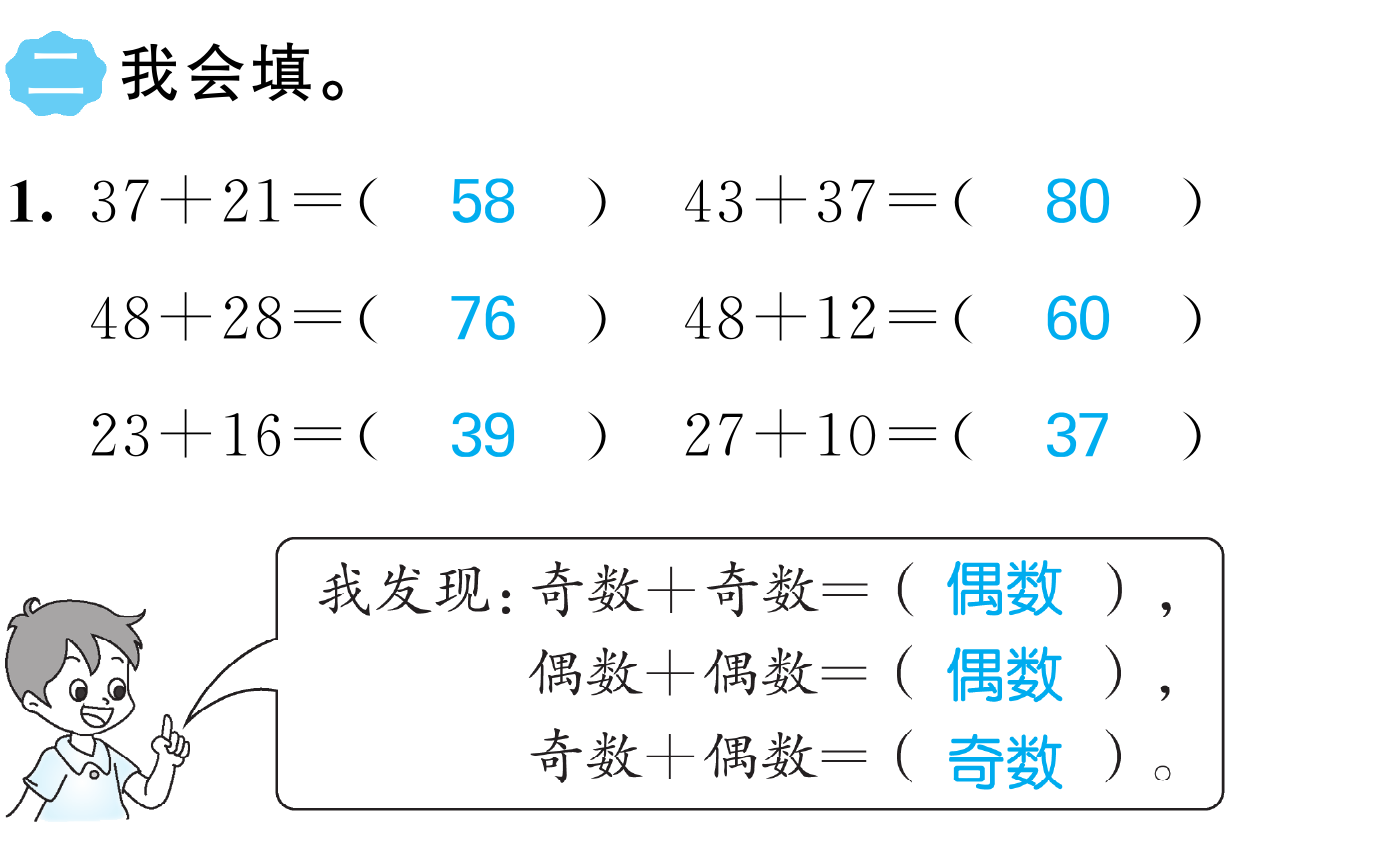 二 我会填。
1. 37+21=( 58 ) 43+37=( 80 )
48+28=( 76 ) 48+12=( 60 )
23+16=( 39 ) 27+10=( 37 )
我发现:奇数+奇数=( 偶数 ),
偶数+偶数=( 偶数 ),
奇数+偶数=( 奇数 )。